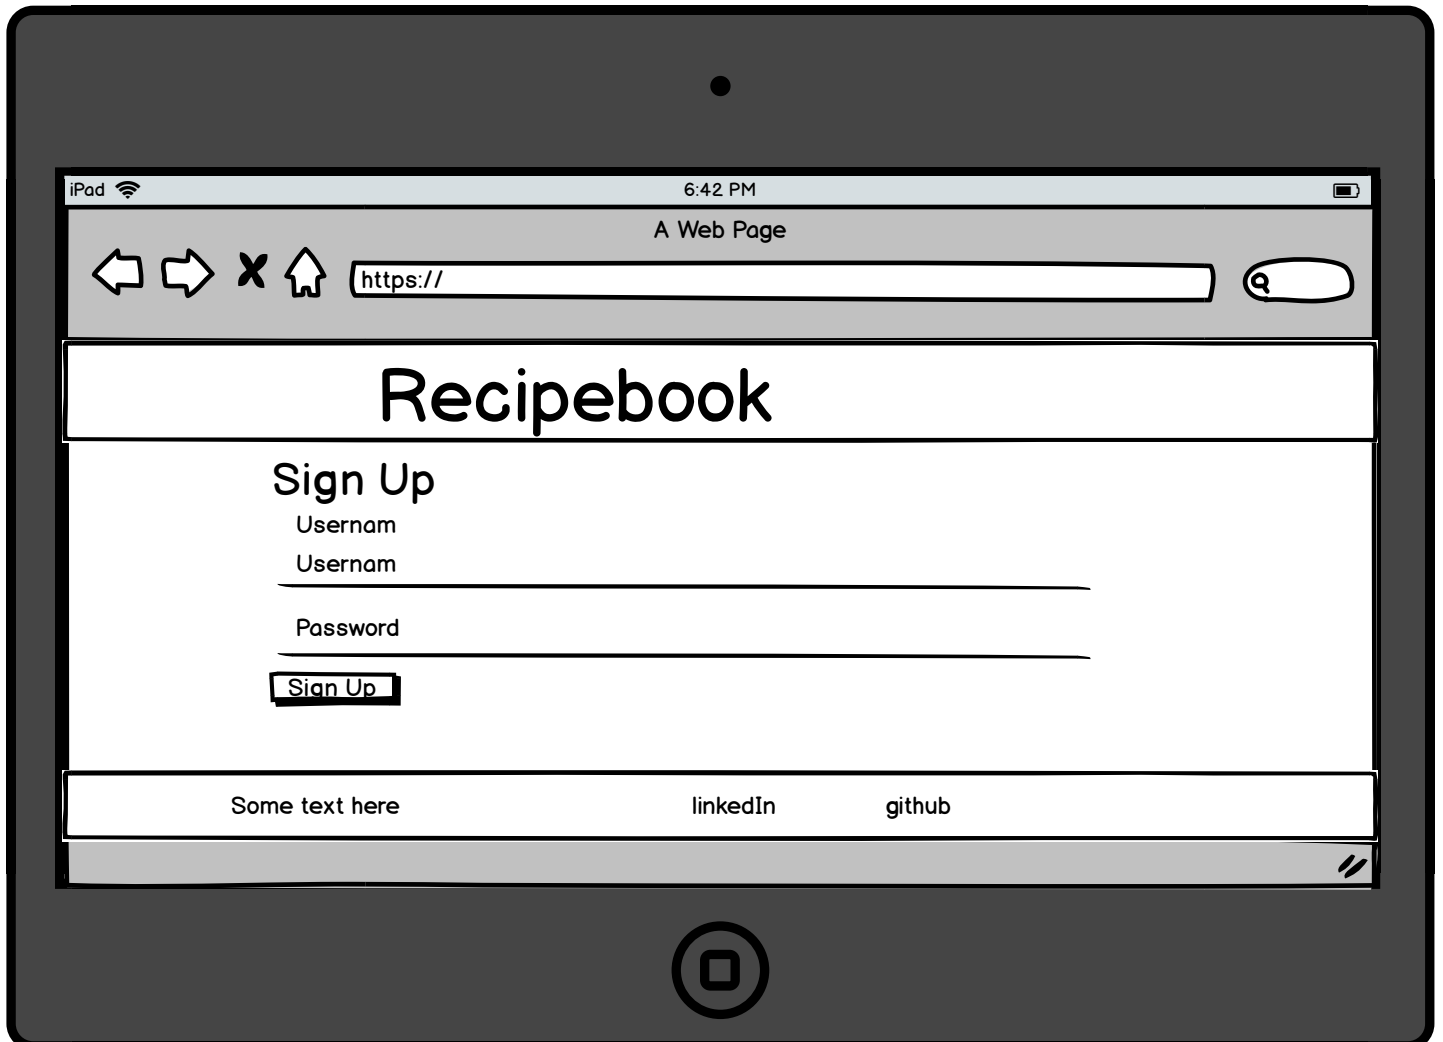 iPad 6:42 PM
A Web Page
https://
Recipebook
Sign Up
Usernam
Usernam
Password
Sign Up
Some text here linkedIn github